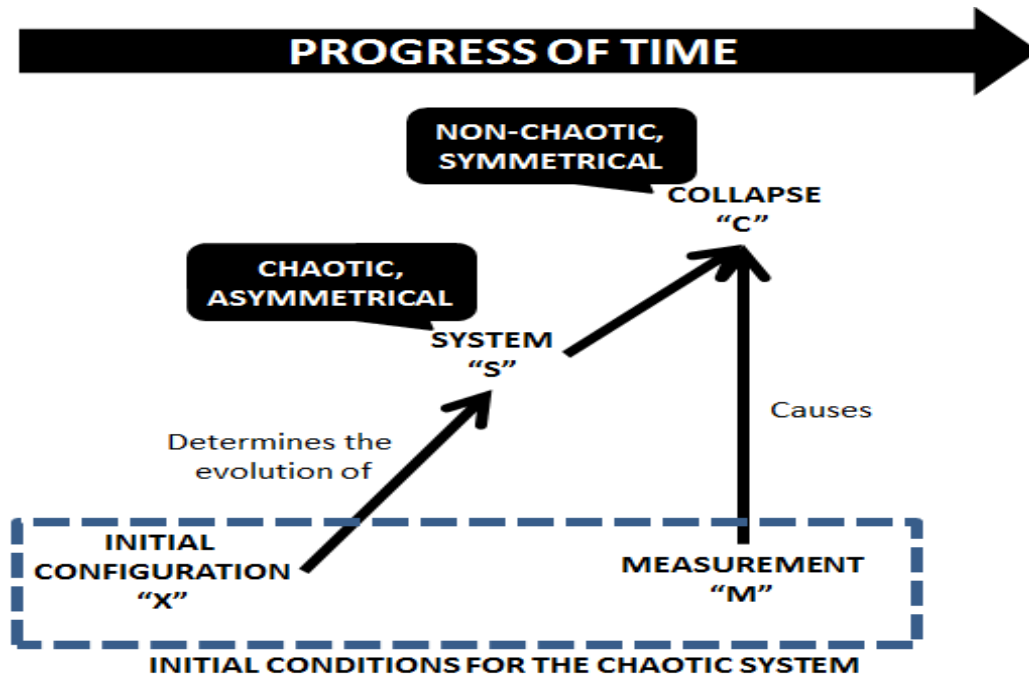 PROGRESS OF TIME
NON-CHAOTIC,
SYMMETRICAL
COLLAPSE
“C”
CHAOTIC,
ASYMMETRICAL
SYSTEM
“S”
Causes
Determines the
evolution of
INITIAL
CONFIGURATION
“X”
MEASUREMENT
“M”
INITIAL CONDITIONS FOR THE CHAOTIC SYSTEM